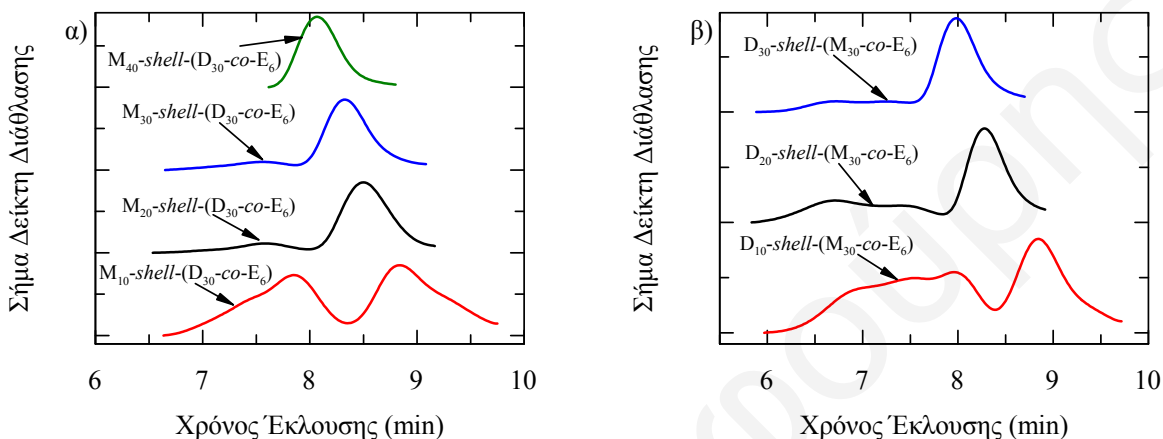 α)
M40-shell-(D30-co-E6)
M30-shell-(D30-co-E6)
M20-shell-(D30-co-E6)
M10-shell-(D30-co-E6)
6 7 8 9 10
Χρόνος Έκλουσης (min)
Σήμα Δείκτη Διάθλασης
β)
D30-shell-(M30-co-E6)
D20-shell-(M30-co-E6)
D10-shell-(M30-co-E6)
6 7 8 9 10
Χρόνος Έκλουσης (min)
Σήμα Δείκτη Διάθλασης